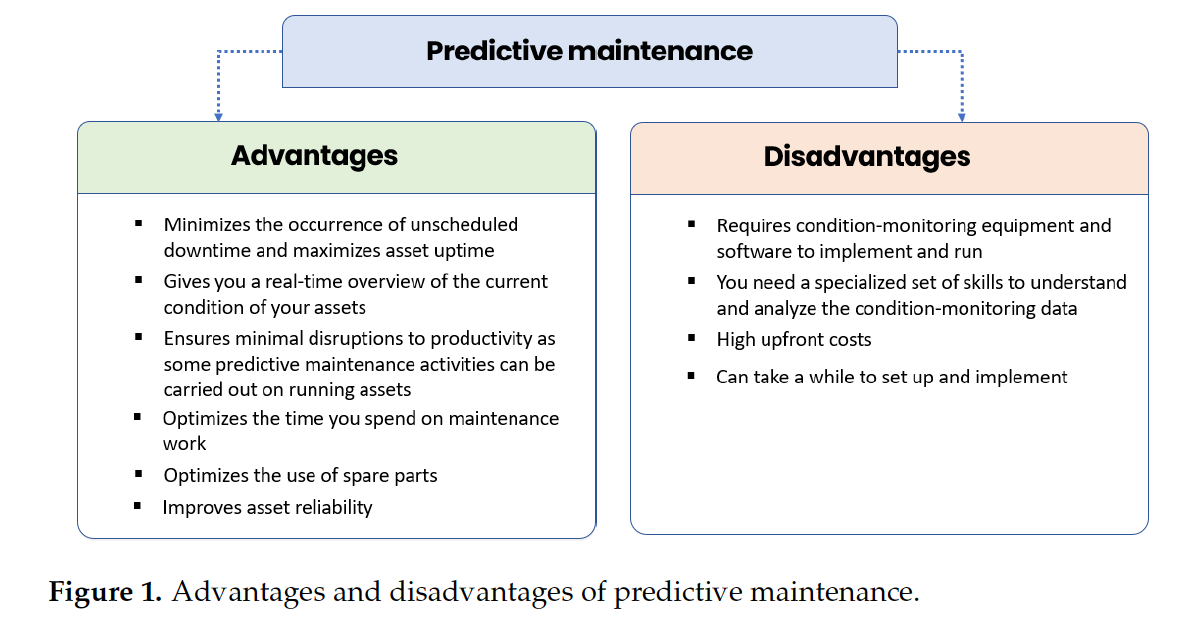 Predictive maintenance
Advantages
▪ Minimizes the occurrence of unscheduled
downtime and maximizes asset uptime
▪ Gives you a real-time overview of the current
condition of your assets
▪ Ensures minimal disruptions to productivity as
some predictive maintenance activities can be
carried out on running assets
▪ Optimizes the time you spend on maintenance
work
▪ Optimizes the use of spare parts
▪ Improves asset reliability
Disadvantages
▪ Requires condition-monitoring equipment and
software to implement and run
▪ You need a specialized set of skills to understand
and analyze the condition-monitoring data
▪ High upfront costs
▪ Can take a while to set up and implement
Figure 1. Advantages and disadvantages of predictive maintenance.